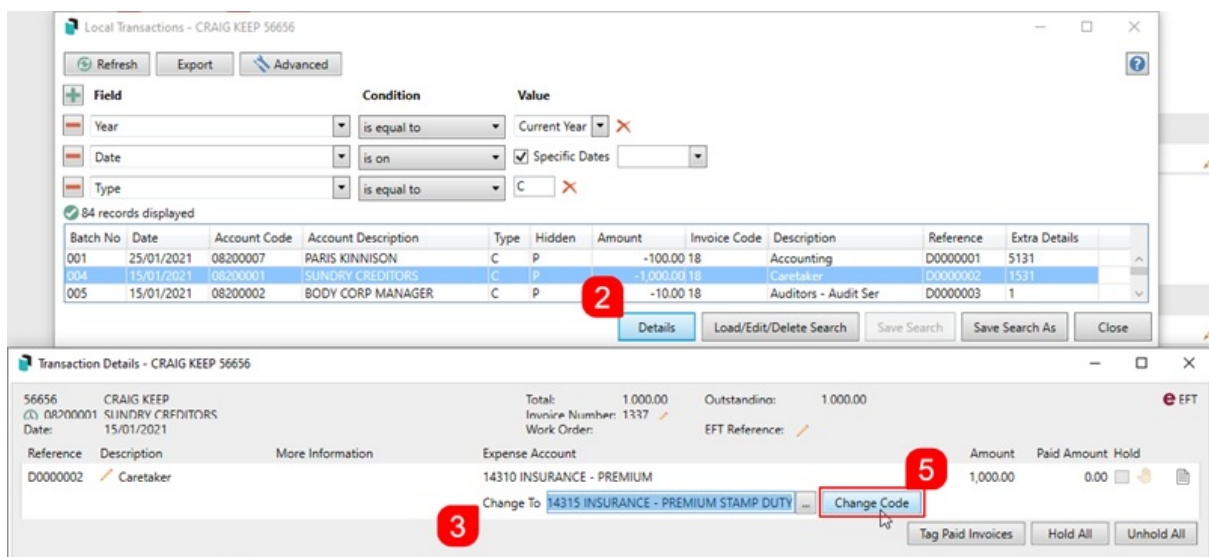 Local Transactions - CRAIG KEEP 56656
Refresh Export Advanced
Field Condition Value
Year is equal to Current Year
Date is on Specific Dates
Type is equal to C
84 records displayed
Batch No Date Account Code Account Description Type Hidden Amount Invoice Code Description Reference Extra Details
001 25/01/2021 08200007 PARIS KINNISON C P -100.00 18 Accounting D0000001 5131
004 15/01/2021 08200001 SUNDRY CREDITORS C P -1,000.00 18 Caretaker D0000002 1531
005 15/01/2021 08200002 BODY CORP MANAGER C P -10.00 18 Auditors - Audit Ser D0000003 1
2
Details Load/Edit/Delete Search Save Search Save Search As Close
Transaction Details - CRAIG KEEP 56656
56656 CRAIG KEEP Total: 1,000.00 Outstanding: 1,000.00 e EFT
08200001 SUNDRY CREDITORS Invoice Number: 1337
Date: 15/01/2021 Work Order: EFT Reference:
Reference Description More Information Expense Account Amount Paid Amount Hold
D0000002 Caretaker 14310 INSURANCE - PREMIUM 1,000.00 0.00
5
Change To 14315 INSURANCE - PREMIUM STAMP DUTY ... Change Code
3
Tag Paid Invoices Hold All Unhold All